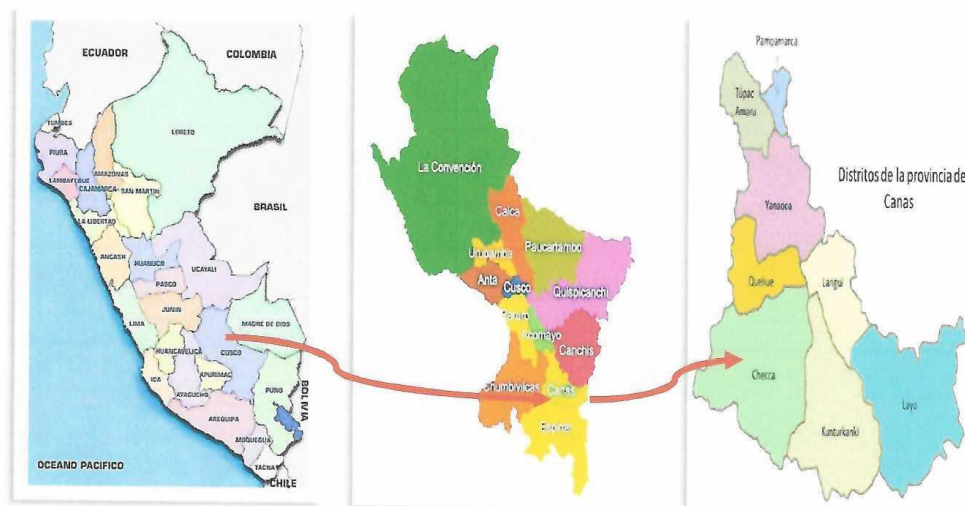 ECUADOR
COLOMBIA
TUMBES
LORETO
PIURA
AMAZONAS
LAMBAYEQUE
CAJAMARCA
SAN MARTIN
BRASIL
LA LIBERTAD
ANCASH
HUANUCO
UCAYALI
PASCO
JUNIN
LIMA
MADRE DE DIOS
HUANCAVELICA
CUSCO
ICA
APURIMAC
AYACUCHO
PUNO
BOLIVIA
AREQUIPA
MOQUEGUA
OCEANO PACIFICO
TACNA
CHILE
La Convención
Calca
Paucartambo
Urubamba
Anta
Cusco
Quispicanchi
Canchis
Chumbivilcas
Canas
Pampamarca
Túpac
Amaru
Distritos de la provincia de
Canas
Yanaoca
Quehue
Langui
Checca
Layo
Kunturkanki